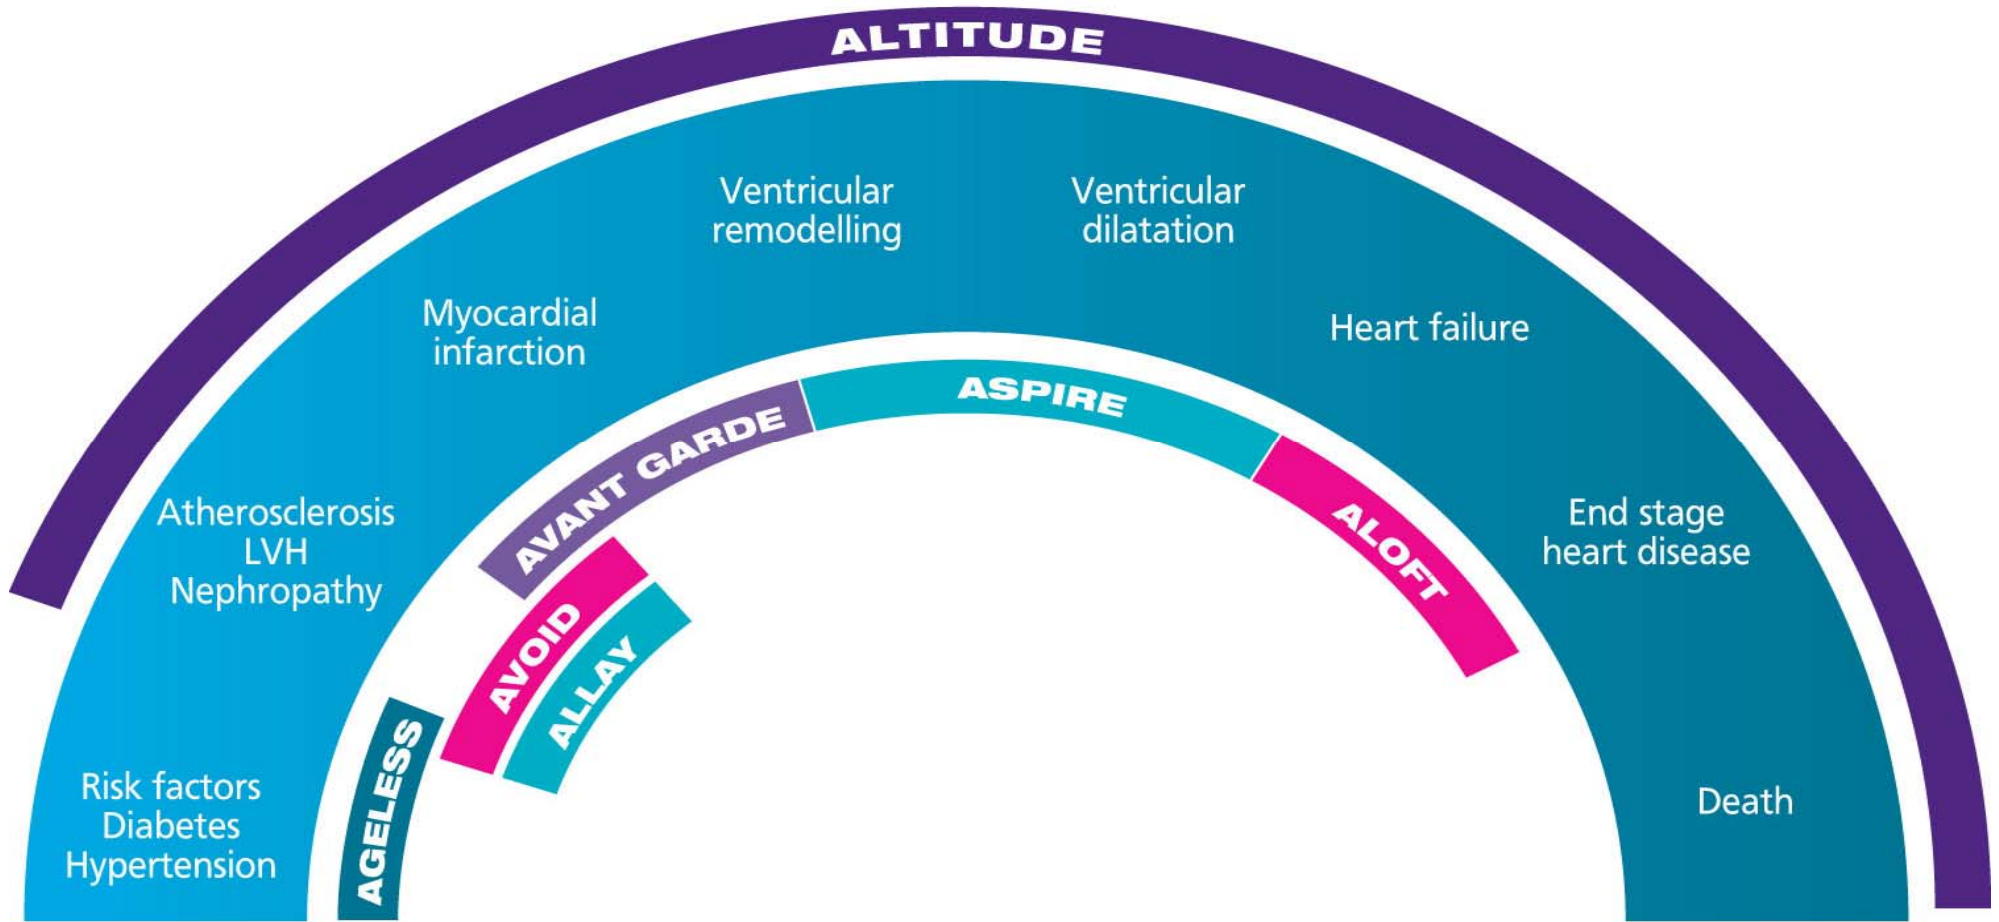 ALTITUDE
Ventricular
remodelling
Ventricular
dilatation
Myocardial
infarction
Heart failure
Atherosclerosis
LVH
Nephropathy
End stage
heart disease
Risk factors
Diabetes
Hypertension
Death
AVANT GARDE
ASPIRE
ALOFT
AVOID
ALLAY
AGELESS